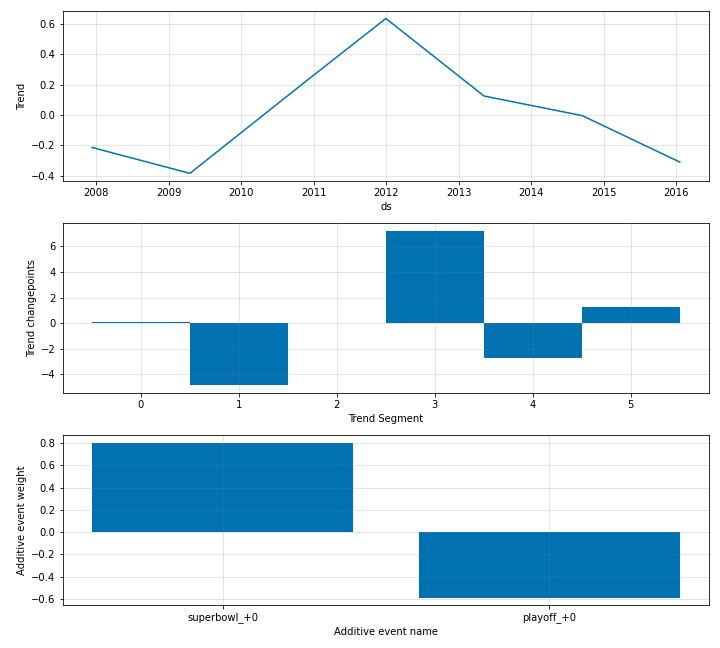 0.6
0.4
0.2
0.0
−0.2
−0.4
Trend
2008 2009 2010 2011 2012 2013 2014 2015 2016
ds
6
4
2
0
−2
−4
Trend changepoints
0 1 2 3 4 5
Trend Segment
0.8
0.6
0.4
0.2
0.0
−0.2
−0.4
−0.6
Additive event weight
superbowl_+0 playoff_+0
Additive event name